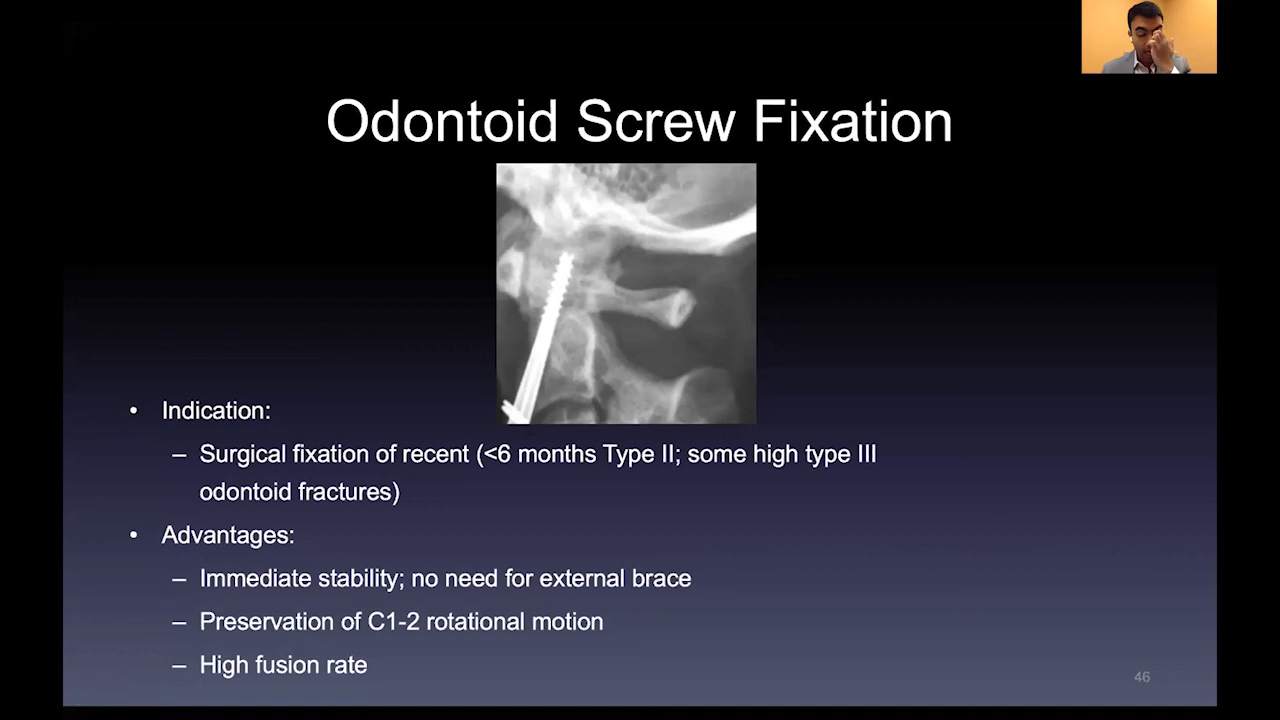 Odontoid Screw Fixation
• Indication:
– Surgical fixation of recent (<6 months Type II; some high type III
odontoid fractures)
• Advantages:
– Immediate stability; no need for external brace
– Preservation of C1-2 rotational motion
– High fusion rate
46